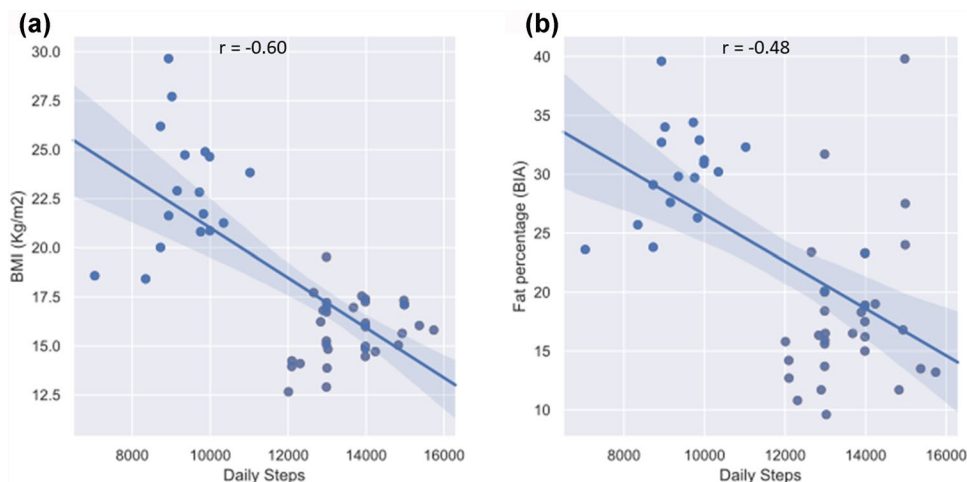 (a)
r = -0.60
30.0
27.5
25.0
22.5
20.0
17.5
15.0
12.5
BMI (Kg/m2)
8000 10000 12000 14000 16000
Daily Steps
(b)
r = -0.48
40
35
30
25
20
15
10
Fat percentage (BIA)
8000 10000 12000 14000 16000
Daily Steps